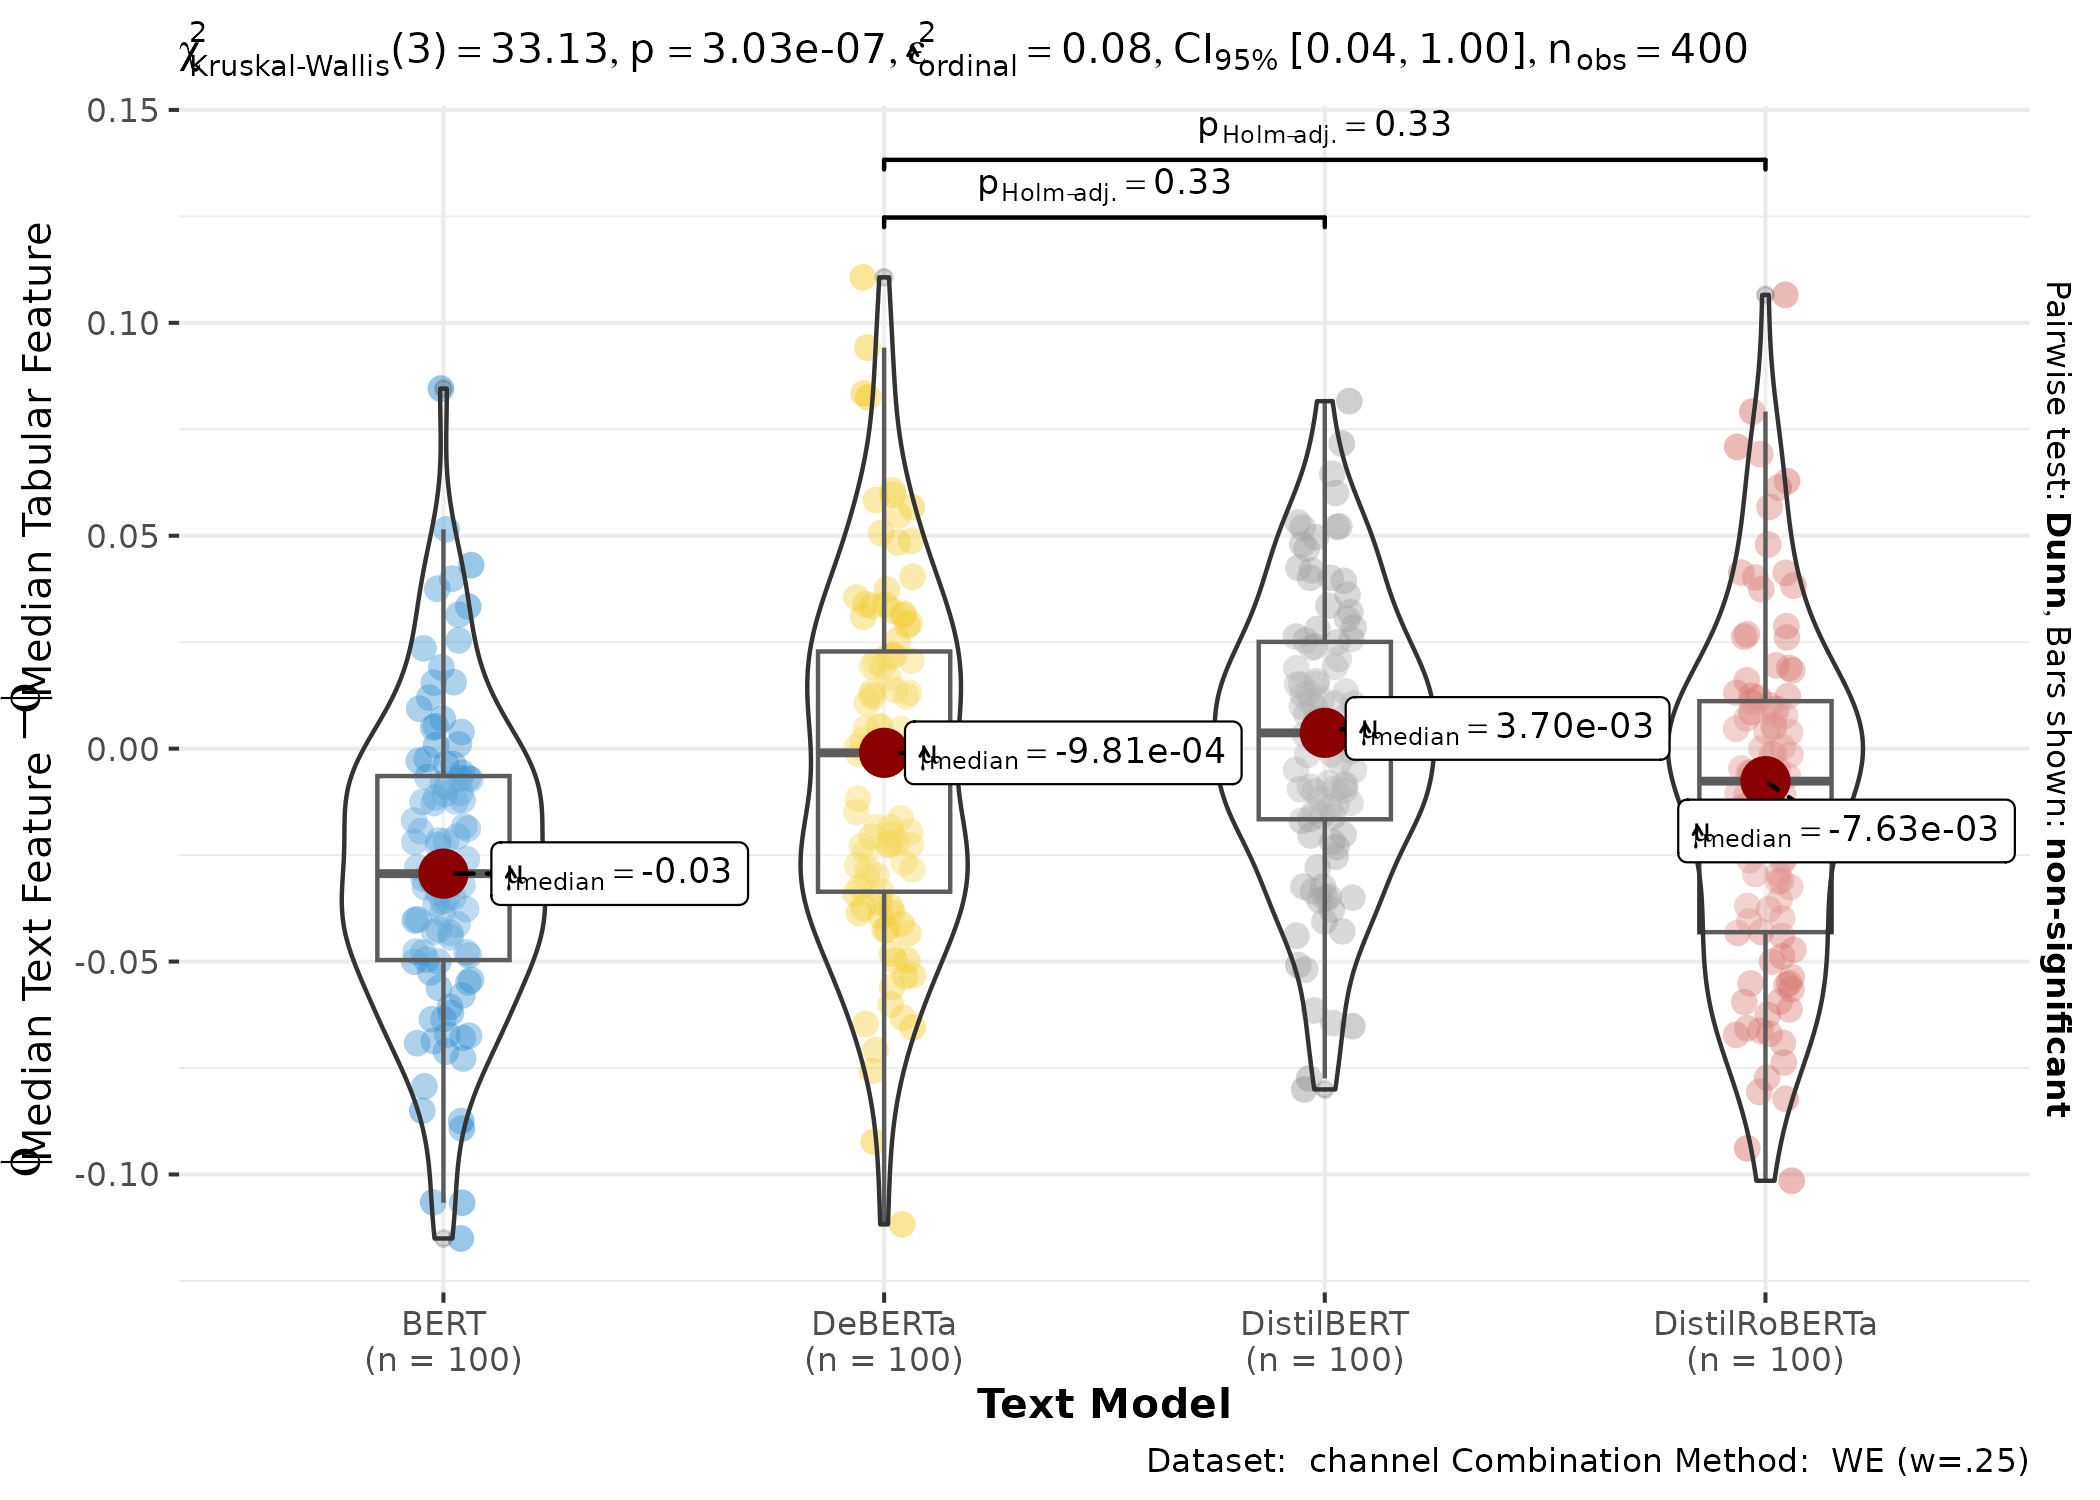 χ̂²Kruskal-Wallis(3) = 33.13, p = 3.03e-07, ε̂²ordinal = 0.08, CI95% [0.04, 1.00], nobs = 400
pHolm-adj. = 0.33
pHolm-adj. = 0.33
0.15
0.10
0.05
0.00
-0.05
-0.10
ϕMedian Text Feature − ϕMedian Tabular Feature
μ̂median = -0.03
μ̂median = -9.81e-04
μ̂median = 3.70e-03
μ̂median = -7.63e-03
Pairwise test: Dunn, Bars shown: non-significant
BERT
(n = 100)
DeBERTa
(n = 100)
DistilBERT
(n = 100)
DistilRoBERTa
(n = 100)
Text Model
Dataset:  channel Combination Method:  WE (w=.25)